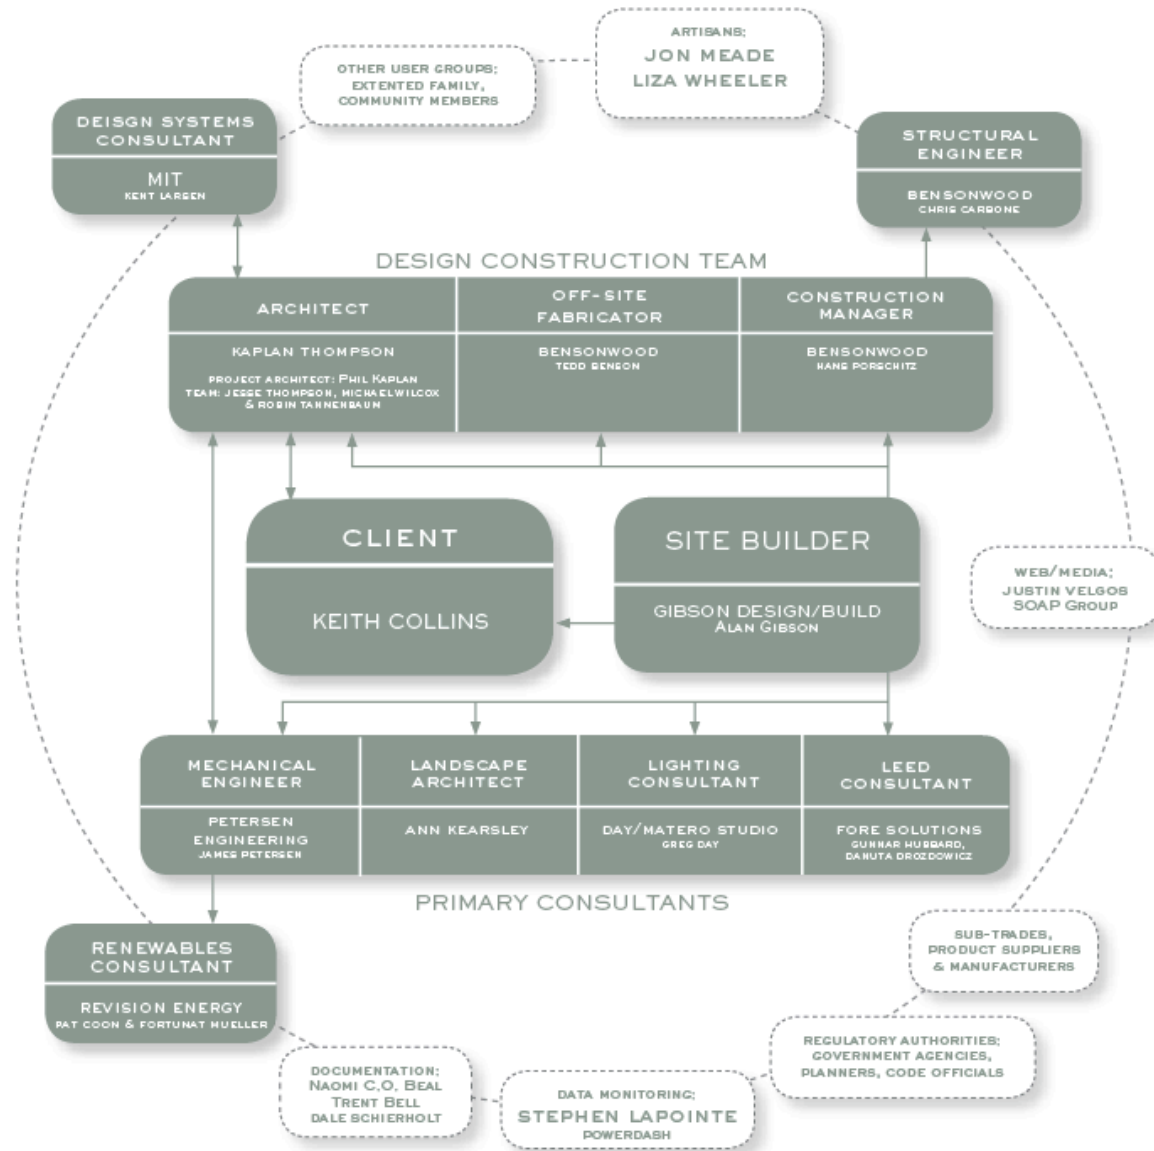 ARTISANS;
JON MEADE
LIZA WHEELER
OTHER USER GROUPS;
EXTENTED FAMILY,
COMMUNITY MEMBERS
DEISGN SYSTEMS
CONSULTANT
MIT
KENT LARSEN
STRUCTURAL
ENGINEER
BENSONWOOD
CHRIS CARBONE
DESIGN CONSTRUCTION TEAM
ARCHITECT
KAPLAN THOMPSON
PROJECT ARCHITECT: PHIL KAPLAN
TEAM: JESSE THOMPSON, MICHAELWILCOX
& ROBIN TANNENBAUM
OFF-SITE
FABRICATOR
BENSONWOOD
TEDD BENSON
CONSTRUCTION
MANAGER
BENSONWOOD
HANS PORSCHITZ
CLIENT
KEITH COLLINS
SITE BUILDER
GIBSON DESIGN/BUILD
ALAN GIBSON
WEB/MEDIA;
JUSTIN VELGOS
SOAP GROUP
MECHANICAL
ENGINEER
PETERSEN
ENGINEERING
JAMES PETERSEN
LANDSCAPE
ARCHITECT
ANN KEARSLEY
LIGHTING
CONSULTANT
DAY/MATERO STUDIO
GREG DAY
LEED
CONSULTANT
FORE SOLUTIONS
GUNNAR HUBBARD,
DANUTA DROZDOWICZ
PRIMARY CONSULTANTS
RENEWABLES
CONSULTANT
REVISION ENERGY
PAT COON & FORTUNAT MUELLER
SUB-TRADES,
PRODUCT SUPPLIERS
& MANUFACTURERS
REGULATORY AUTHORITIES;
GOVERNMENT AGENCIES,
PLANNERS, CODE OFFICIALS
DOCUMENTATION;
NAOMI C.O. BEAL
TRENT BELL
DALE SCHIERHOLT
DATA MONITORING;
STEPHEN LAPOINTE
POWERDASH